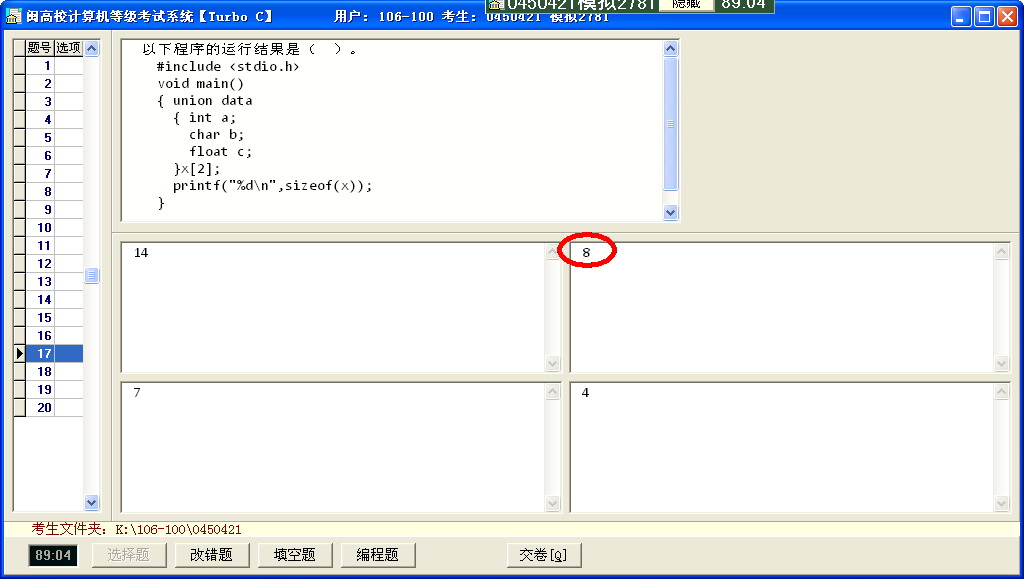 0450421模拟2781 隐藏 89:04
闽高校计算机等级考试系统【Turbo C】 用户: 106-100 考生: 0450421 模拟2781
题号 选项
1
2
3
4
5
6
7
8
9
10
11
12
13
14
15
16
17
18
19
20
以下程序的运行结果是（ ）。
#include <stdio.h>
void main()
{ union data
{ int a;
char b;
float c;
}x[2];
printf("%d\n",sizeof(x));
}
14
8
7
4
考生文件夹: K:\106-100\0450421
89:04 选择题 改错题 填空题 编程题 交卷[Q]